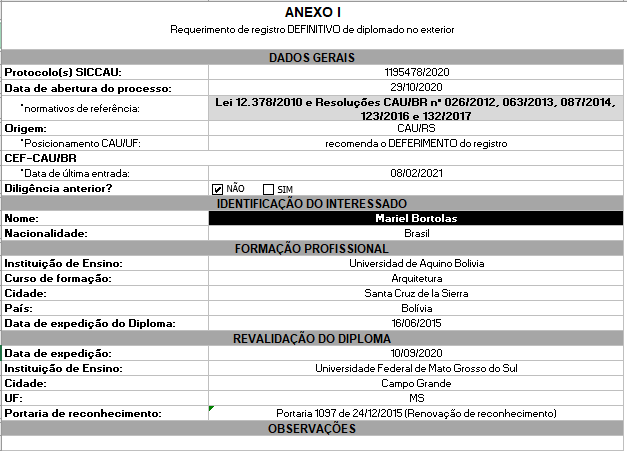 ANEXO I
Requerimento de registro DEFINITIVO de diplomado no exterior
DADOS GERAIS
Protocolo(s) SICCAU: 1195478/2020
Data de abertura do processo: 29/10/2020
*normativos de referência: Lei 12.378/2010 e Resoluções CAU/BR nº 026/2012, 063/2013, 087/2014,
123/2016 e 132/2017
Origem: CAU/RS
*Posicionamento CAU/UF: recomenda o DEFERIMENTO do registro
CEF-CAU/BR
*Data de última entrada: 08/02/2021
Diligência anterior? NÃO SIM
IDENTIFICAÇÃO DO INTERESSADO
Nome: Mariel Bortolas
Nacionalidade: Brasil
FORMAÇÃO PROFISSIONAL
Instituição de Ensino: Universidad de Aquino Bolivia
Curso de formação: Arquitetura
Cidade: Santa Cruz de la Sierra
País: Bolívia
Data de expedição do Diploma: 16/06/2015
REVALIDAÇÃO DO DIPLOMA
Data de expedição: 10/09/2020
Instituição de Ensino: Universidade Federal de Mato Grosso do Sul
Cidade: Campo Grande
UF: MS
Portaria de reconhecimento: Portaria 1097 de 24/12/2015 (Renovação de reconhecimento)
OBSERVAÇÕES